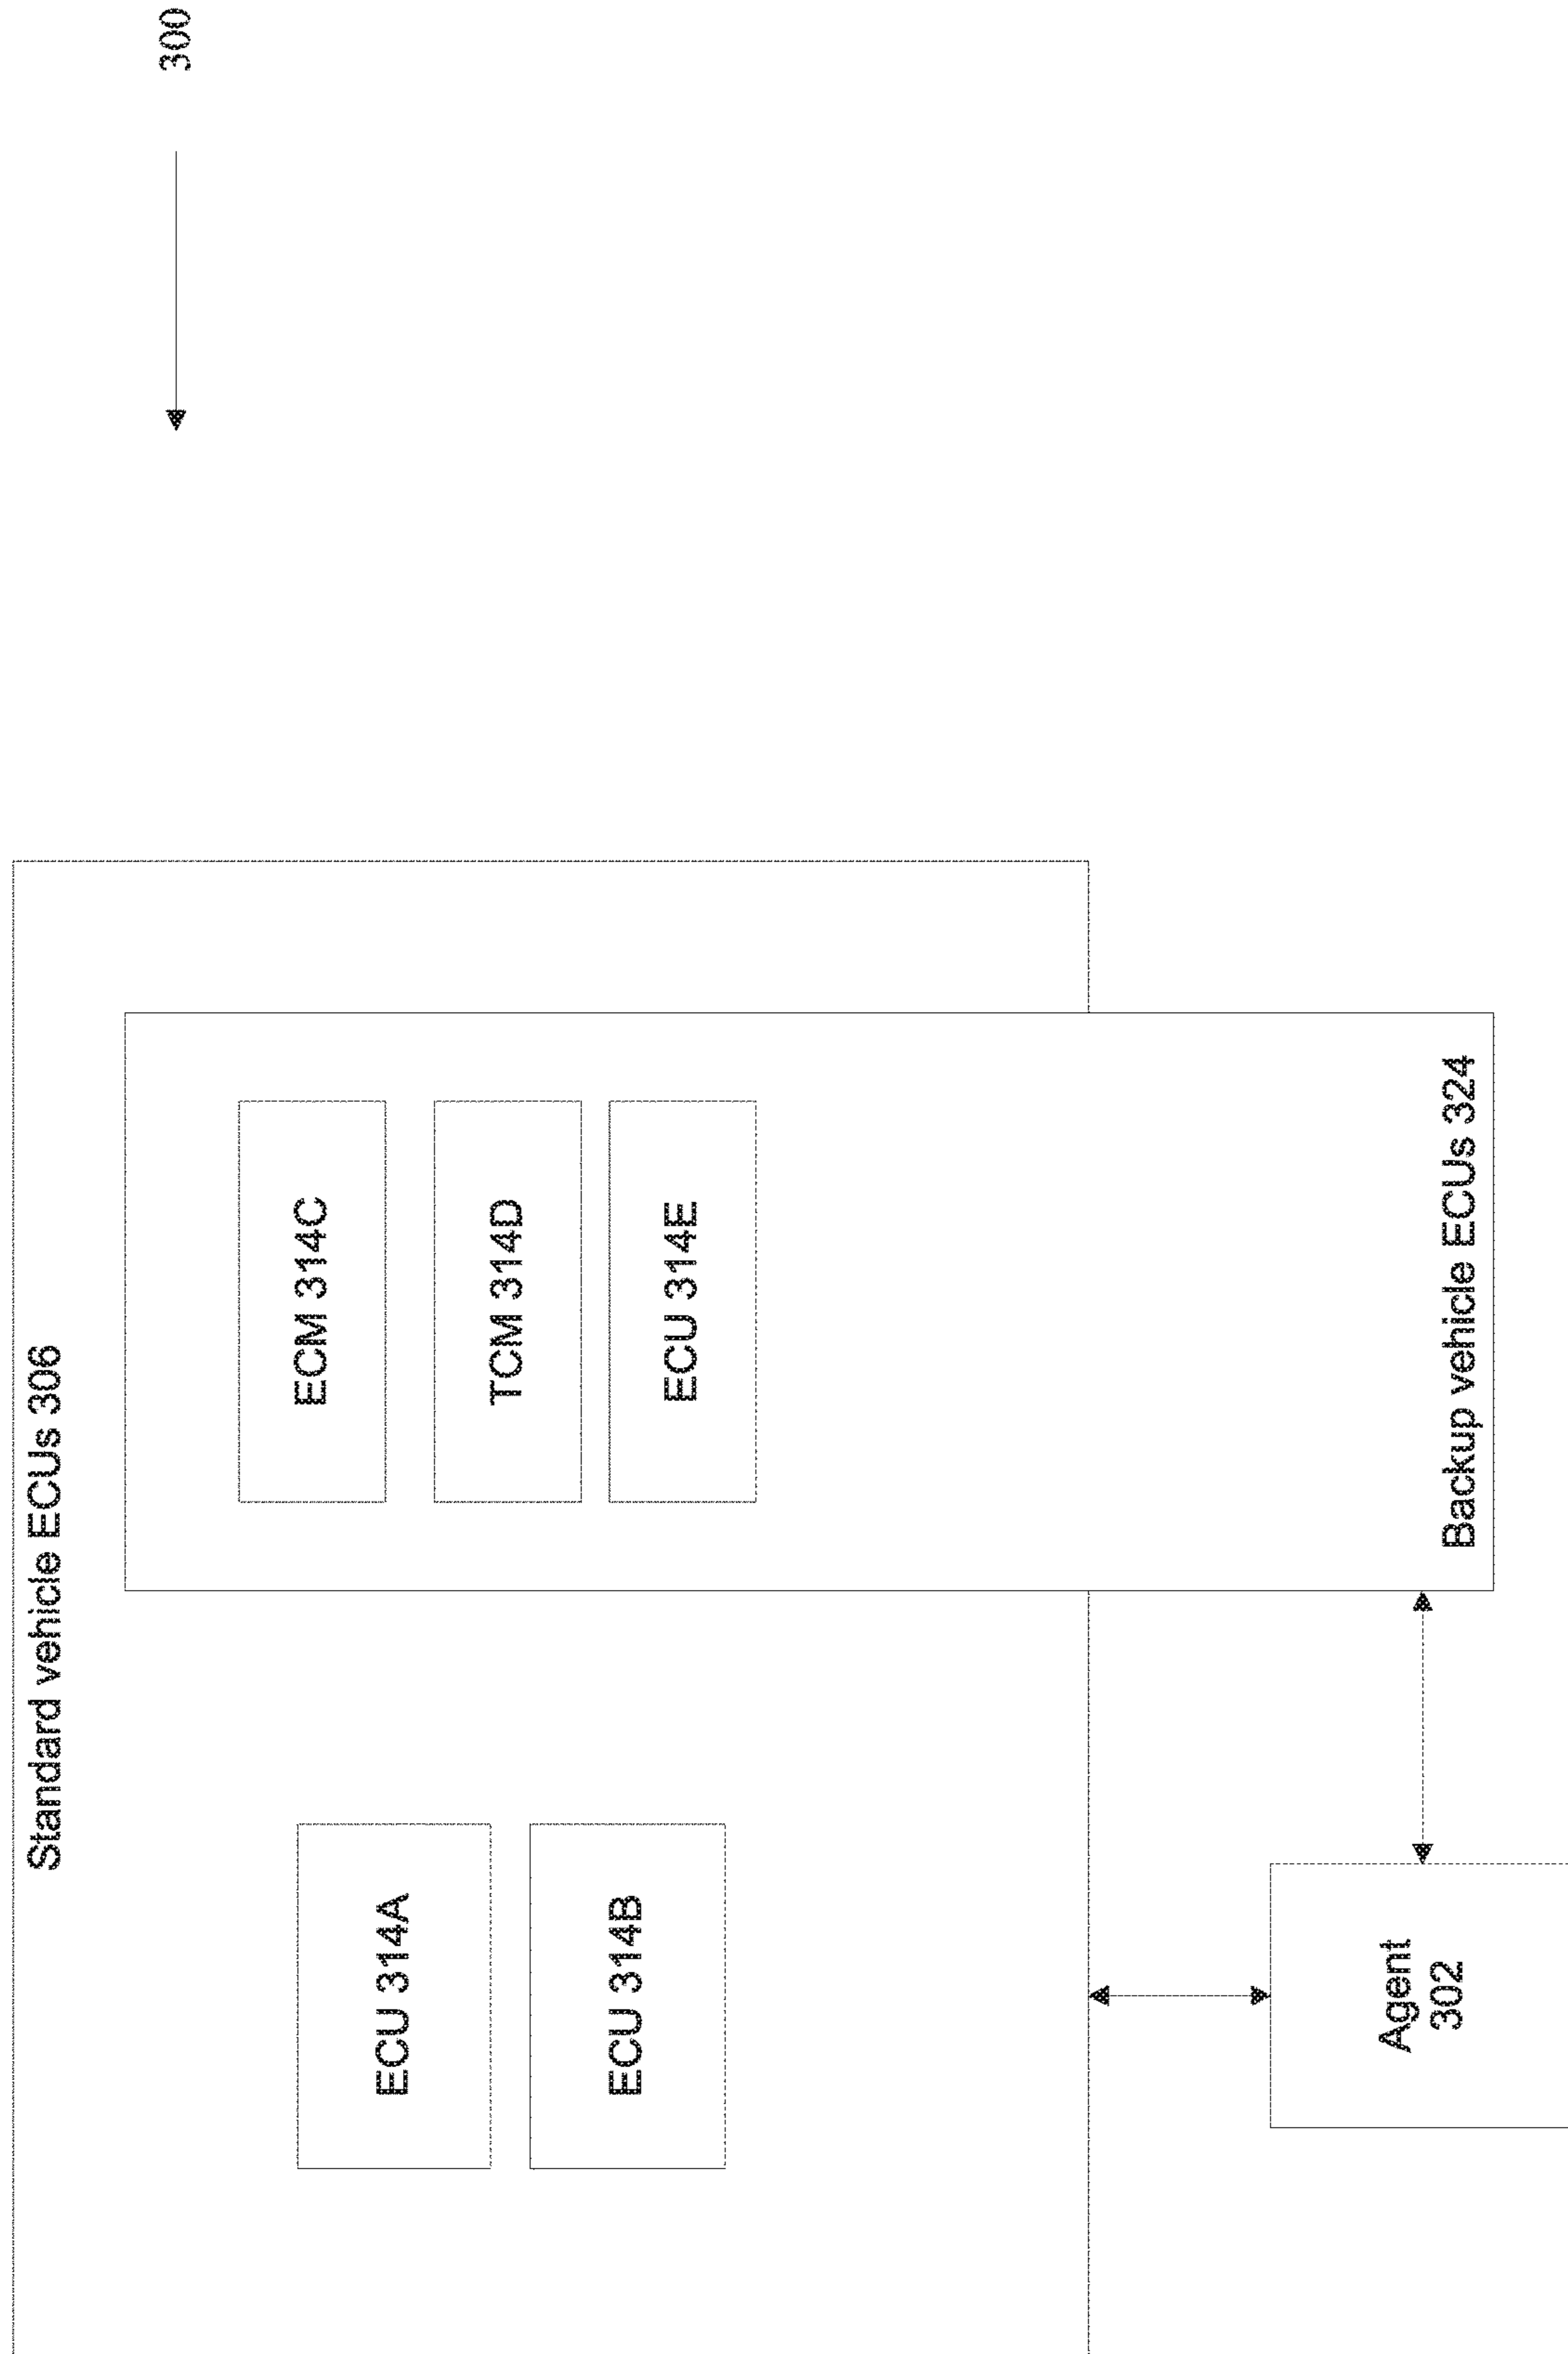 300
Standard vehicle ECUs 306
ECU 314A
ECU 314B
ECM 314C
TCM 314D
ECU 314E
Backup vehicle ECUs 324
Agent
302